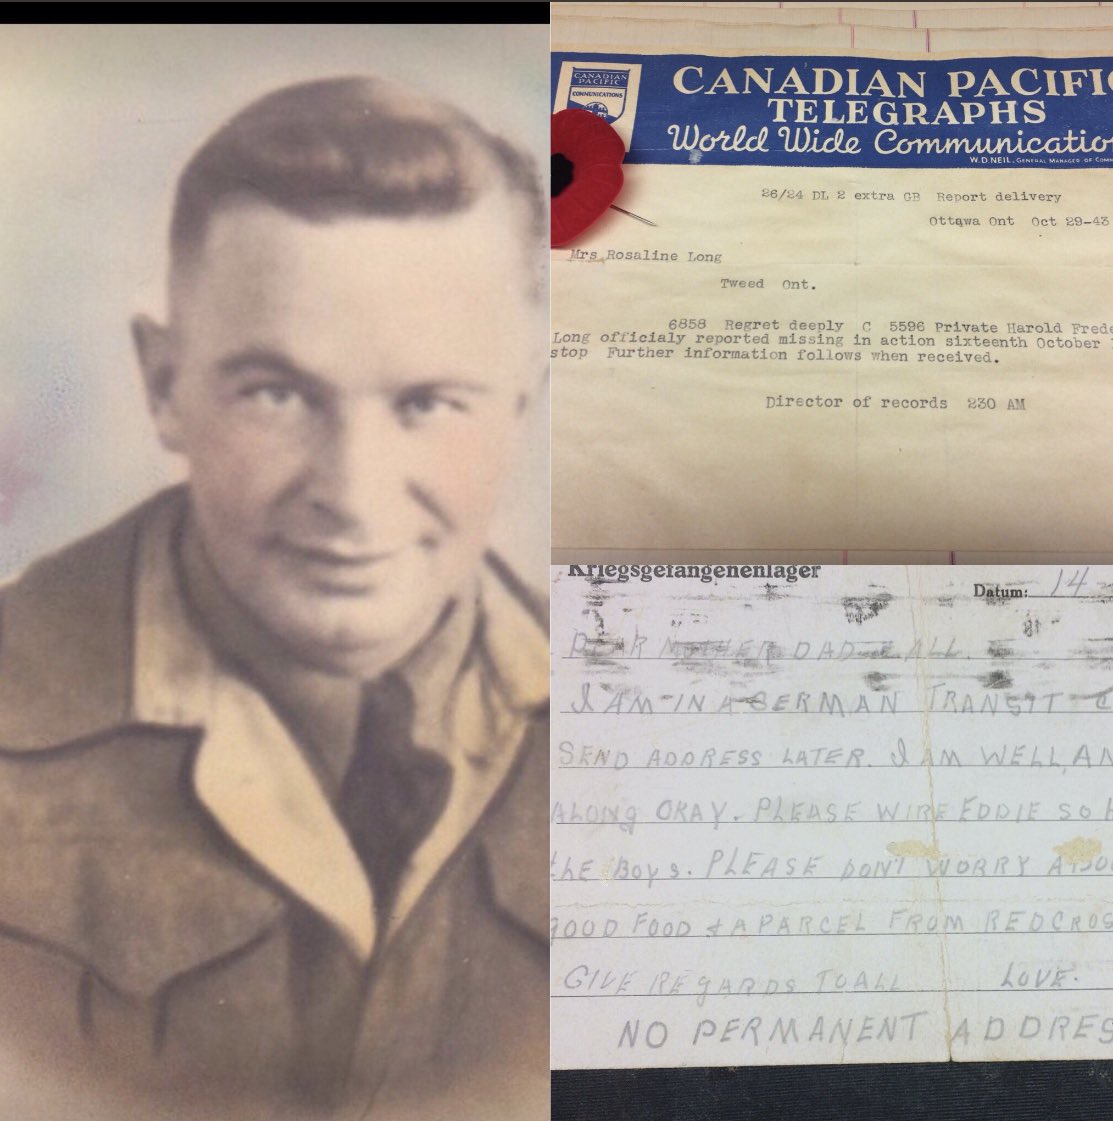 CANADIAN PACIFIC
COMMUNICATIONS
CANADIAN PACIFIC
TELEGRAPHS
World Wide Communication
W.D.NEIL, GENERAL MANAGER OF COM
26/24 DL 2 extra GB Report delivery
Ottawa Ont Oct 29-43
Mrs Rosaline Long
Tweed Ont.
6858 Regret deeply C 5596 Private Harold Frede
Long officialy reported missing in action sixteenth October
stop Further information follows when received.
Director of records 230 AM
Kriegsgefangenenlager
Datum: 14
DEAR MOTHER DAD & ALL.
I AM IN A GERMAN TRANSIT C
SEND ADDRESS LATER. I AM WELL, AN
ALONG OKAY. PLEASE WIRE EDDIE SO
the Boys. PLEASE DON'T WORRY ABOU
GOOD FOOD & A PARCEL FROM REDCROS
GIVE REGARDS TO ALL LOVE.
NO PERMANENT ADDRES